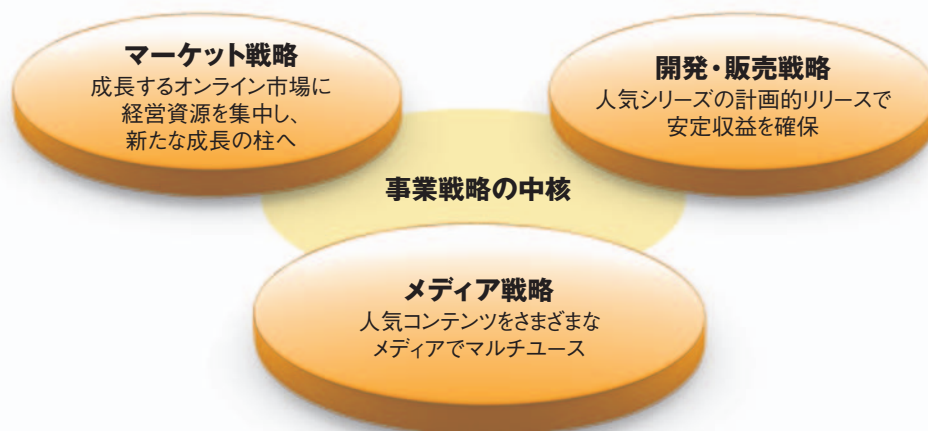 マーケット戦略
成長するオンライン市場に
経営資源を集中し、
新たな成長の柱へ
開発・販売戦略
人気シリーズの計画的リリースで
安定収益を確保
事業戦略の中核
メディア戦略
人気コンテンツをさまざまな
メディアでマルチユース